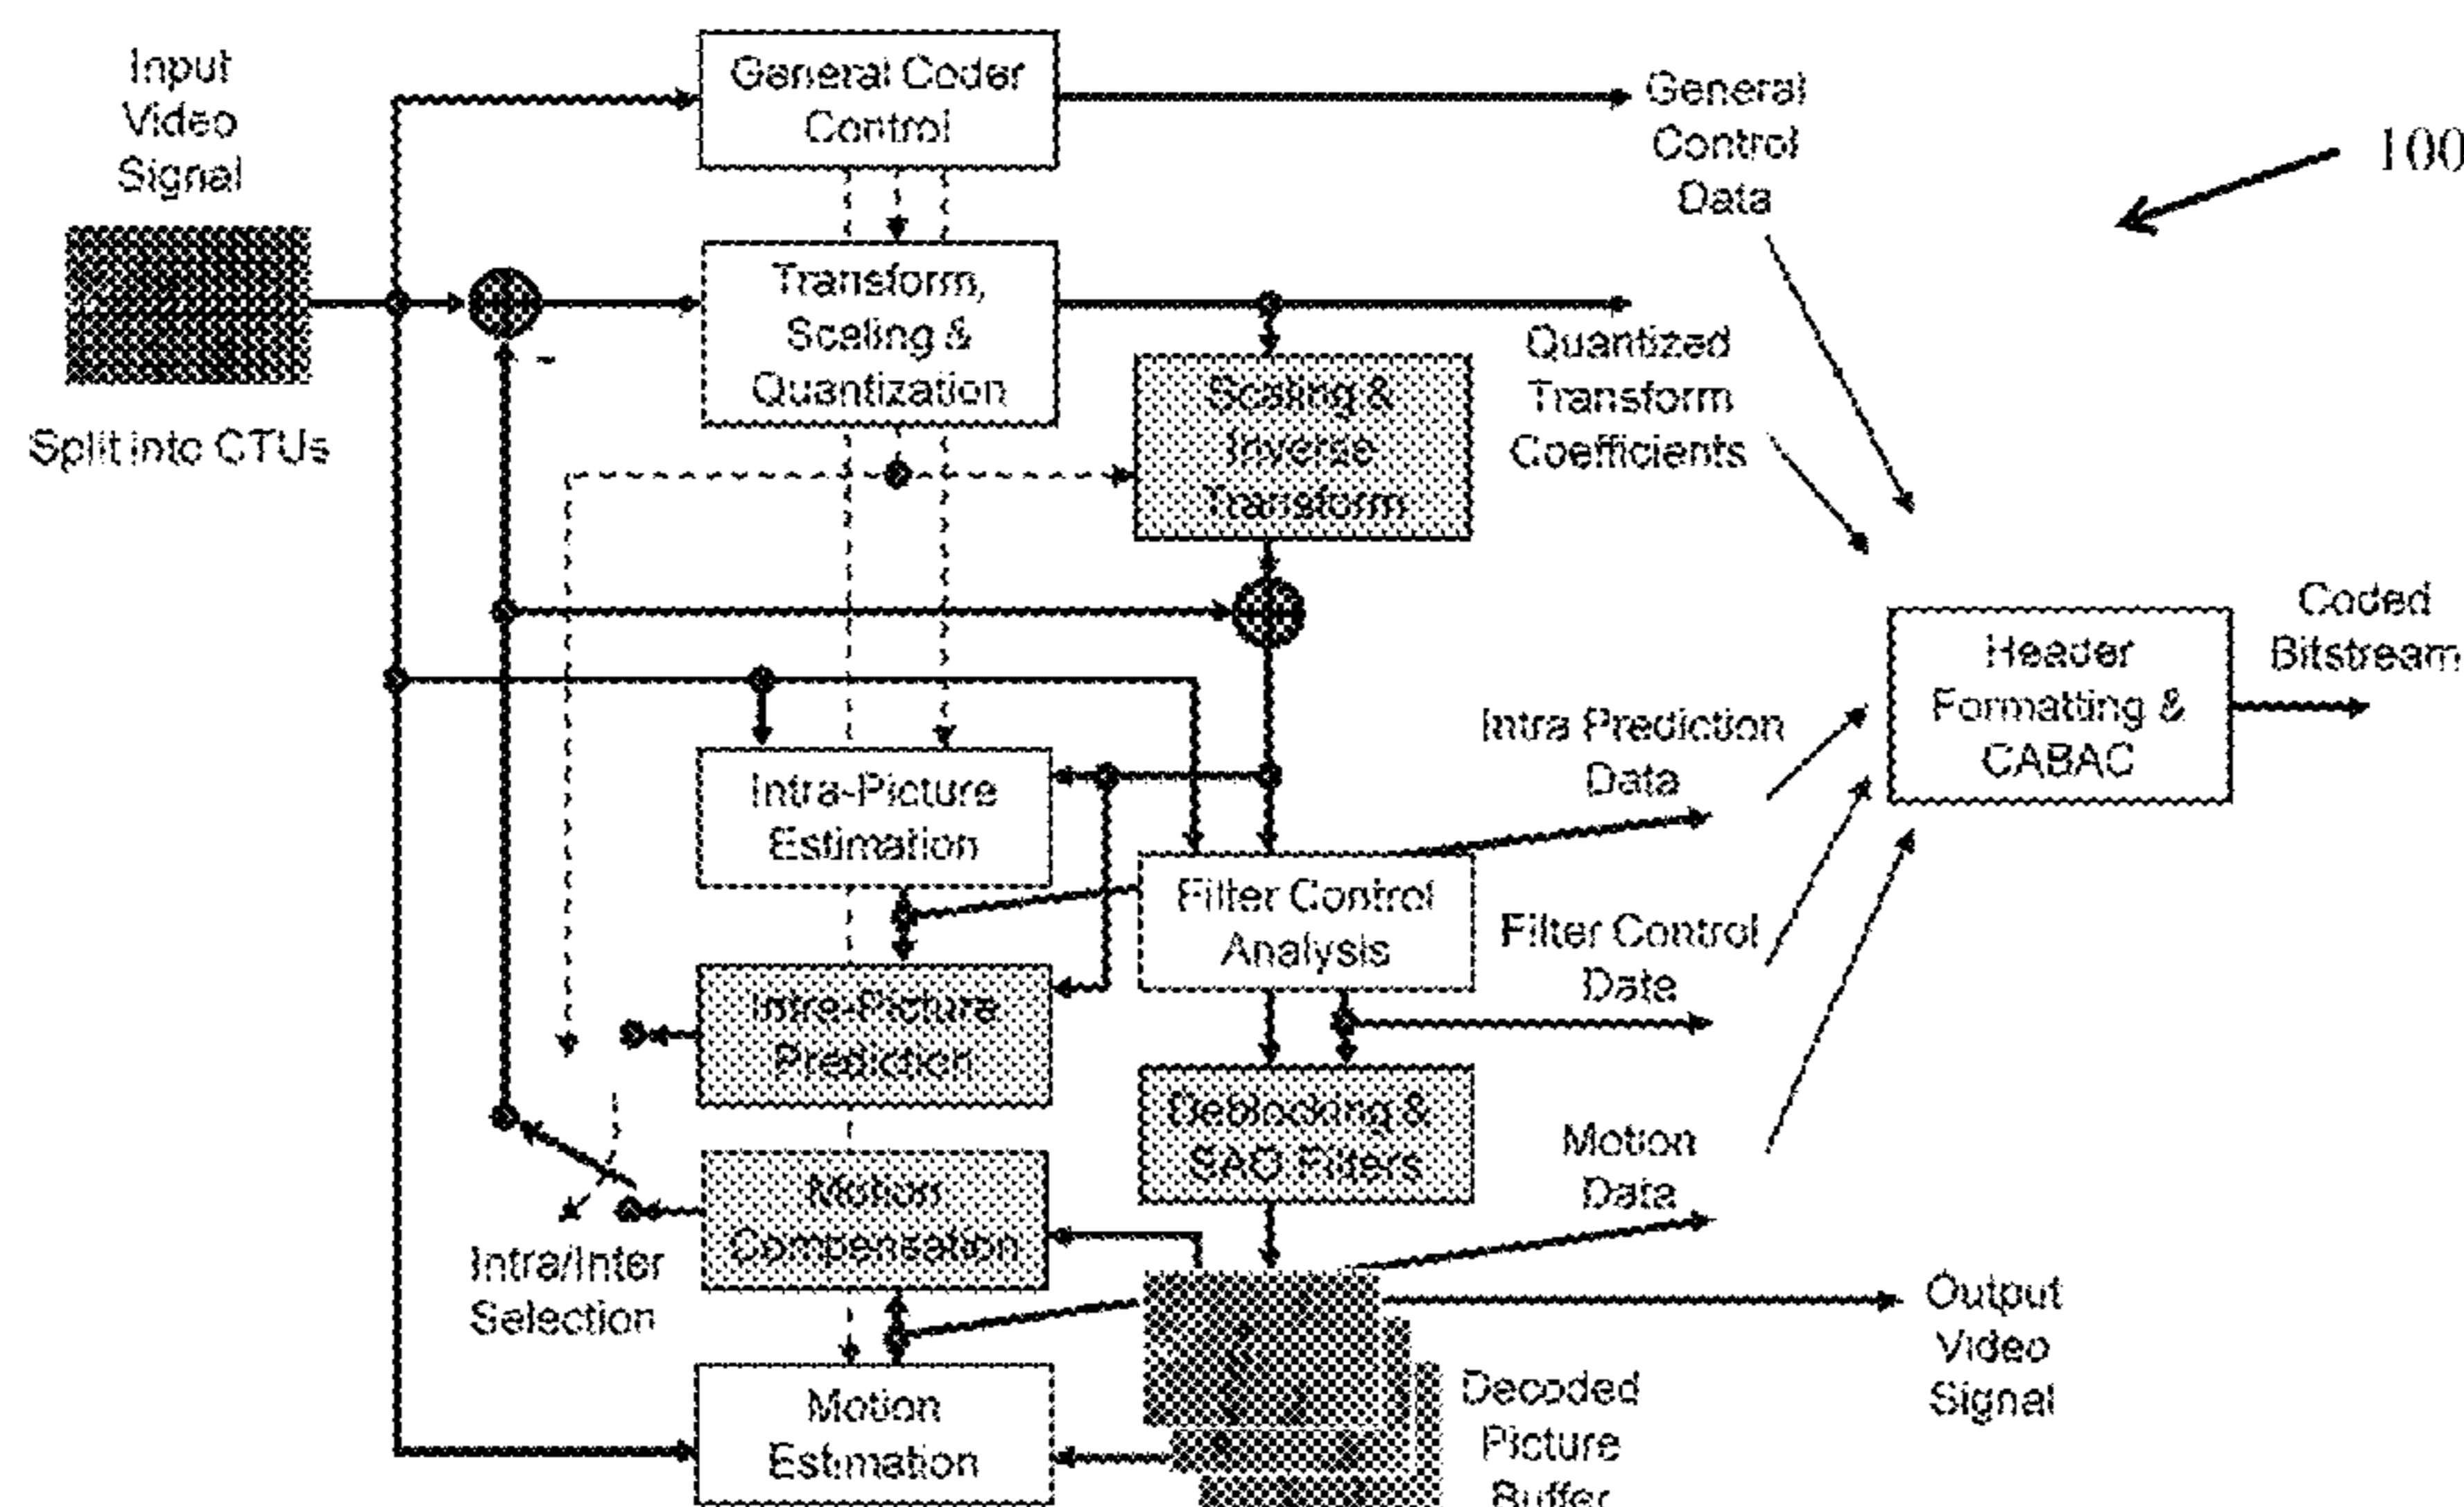 Input
Video
Signal
Split into CTUs
General Coder
Control
Transform,
Scaling &
Quantization
Scaling &
Inverse
Transform
General
Control
Data
100
Quantized
Transform
Coefficients
Intra-Picture
Estimation
Intra-Picture
Prediction
Filter Control
Analysis
Deblocking &
SAO Filters
Motion
Compensation
Motion
Estimation
Intra/Inter
Selection
Intra Prediction
Data
Filter Control
Data
Motion
Data
Header
Formatting &
CABAC
Coded
Bitstream
Output
Video
Signal
Decoded
Picture
Buffer